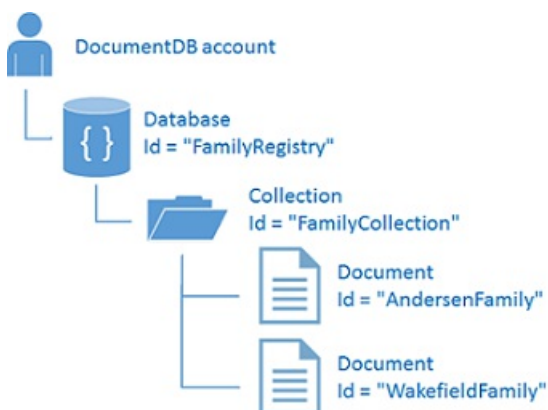 DocumentDB account
{ }
Database
Id = "FamilyRegistry"
Collection
Id = "FamilyCollection"
Document
Id = "AndersenFamily"
Document
Id = "WakefieldFamily"